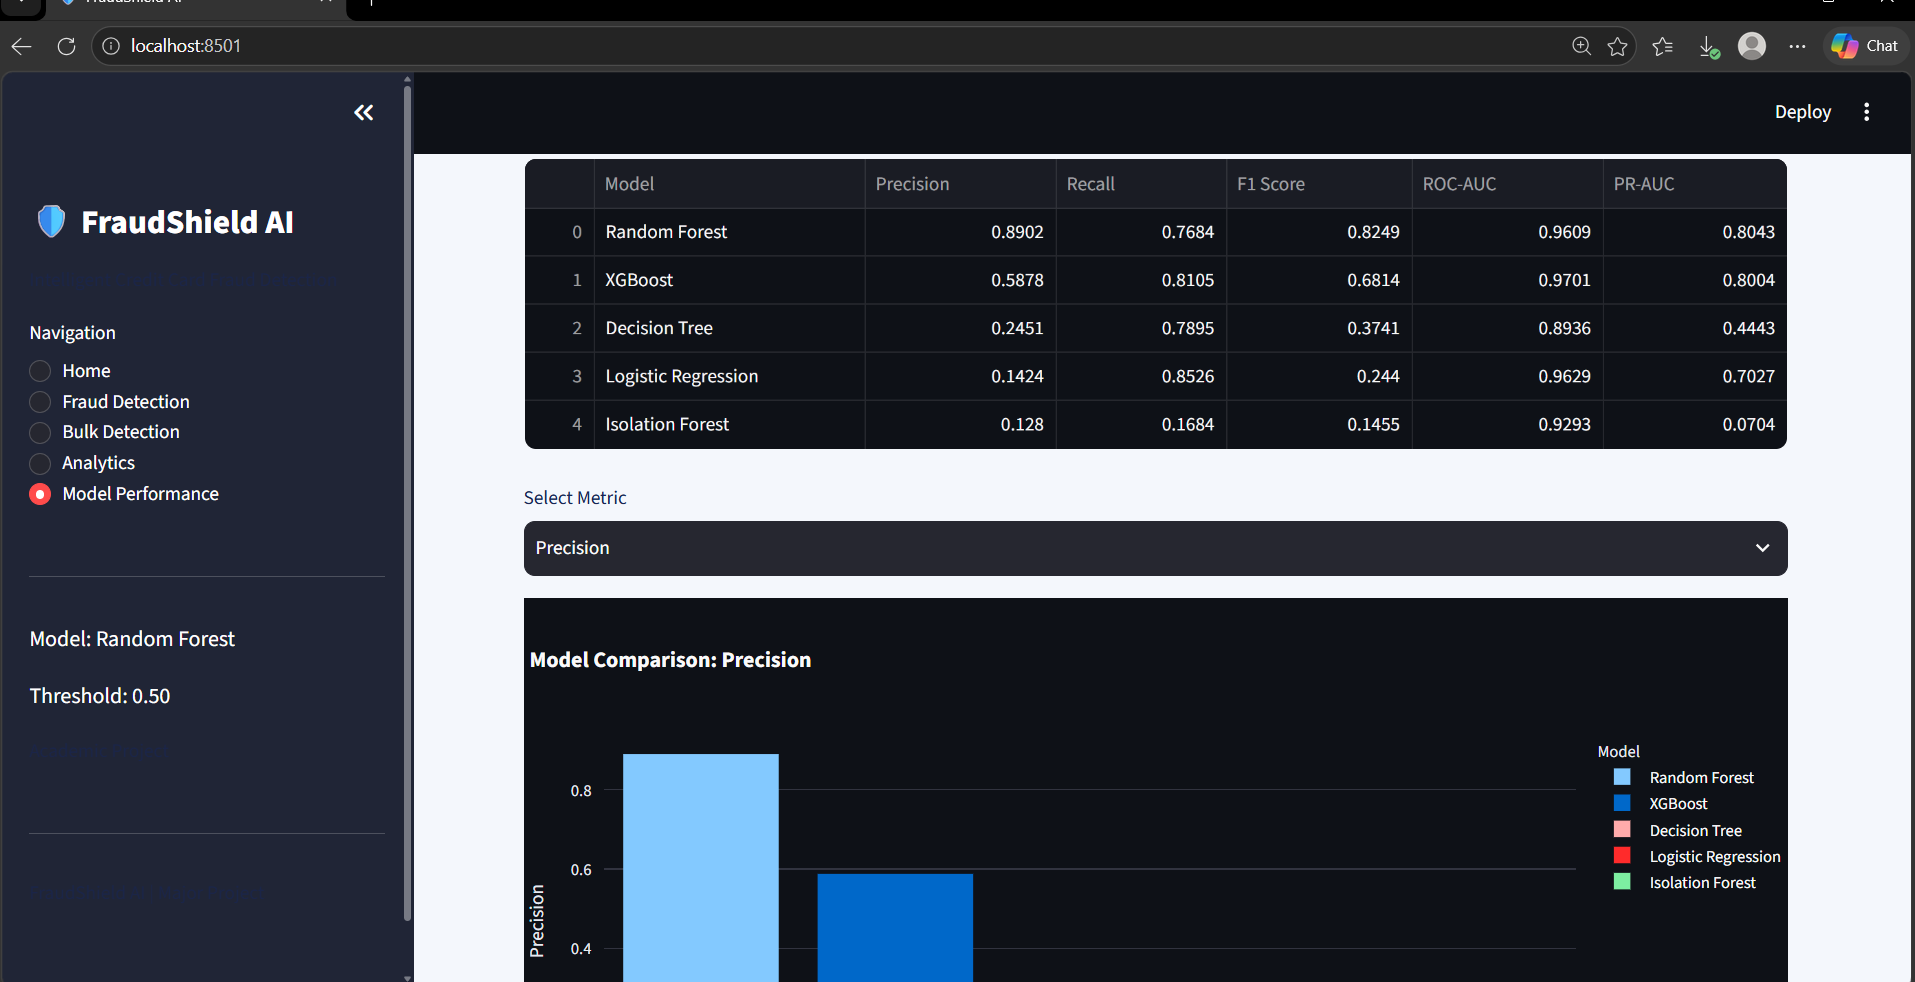 localhost:8501
Chat
Deploy
FraudShield AI
Navigation
Home
Fraud Detection
Bulk Detection
Analytics
Model Performance
Model: Random Forest
Threshold: 0.50
Model Precision Recall F1 Score ROC-AUC PR-AUC
0 Random Forest 0.8902 0.7684 0.8249 0.9609 0.8043
1 XGBoost 0.5878 0.8105 0.6814 0.9701 0.8004
2 Decision Tree 0.2451 0.7895 0.3741 0.8936 0.4443
3 Logistic Regression 0.1424 0.8526 0.244 0.9629 0.7027
4 Isolation Forest 0.128 0.1684 0.1455 0.9293 0.0704
Select Metric
Precision
Model Comparison: Precision
0.8
0.6
0.4
Precision
Model
Random Forest
XGBoost
Decision Tree
Logistic Regression
Isolation Forest